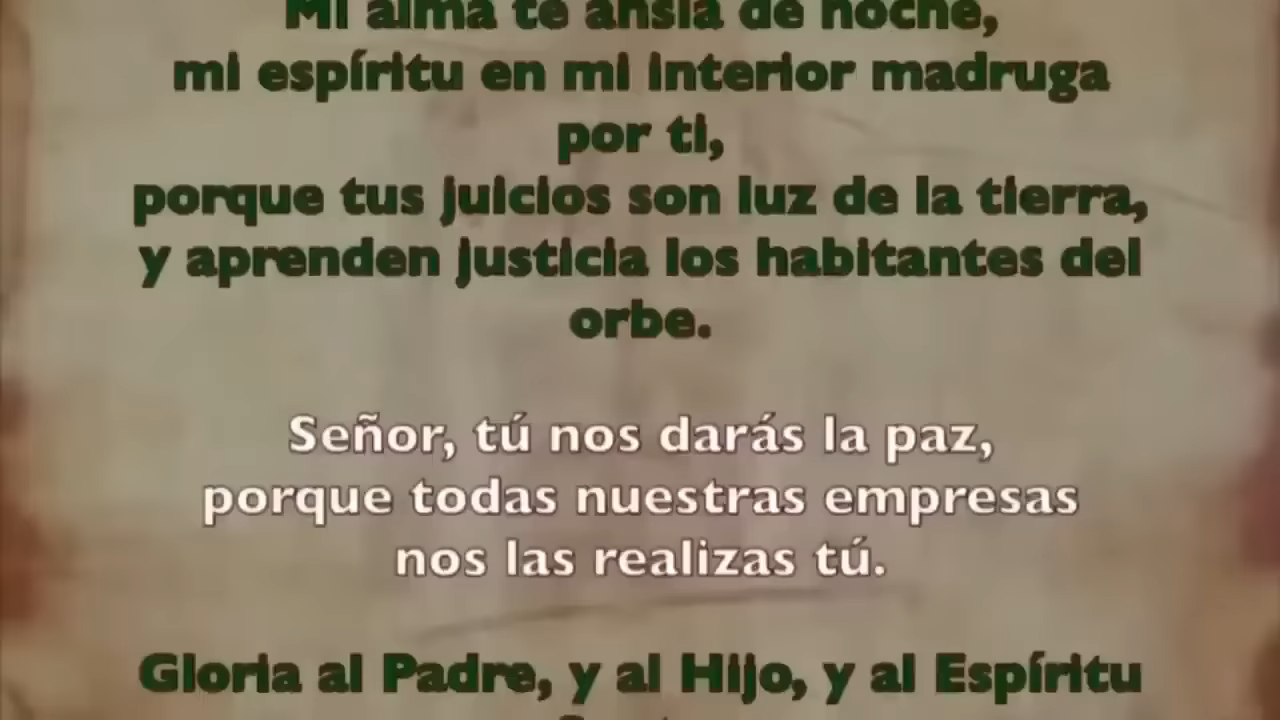 Mi alma te ansía de noche,
mi espíritu en mi interior madruga
por ti,
porque tus juicios son luz de la tierra,
y aprenden justicia los habitantes del
orbe.
Señor, tú nos darás la paz,
porque todas nuestras empresas
nos las realizas tú.
Gloria al Padre, y al Hijo, y al Espíritu